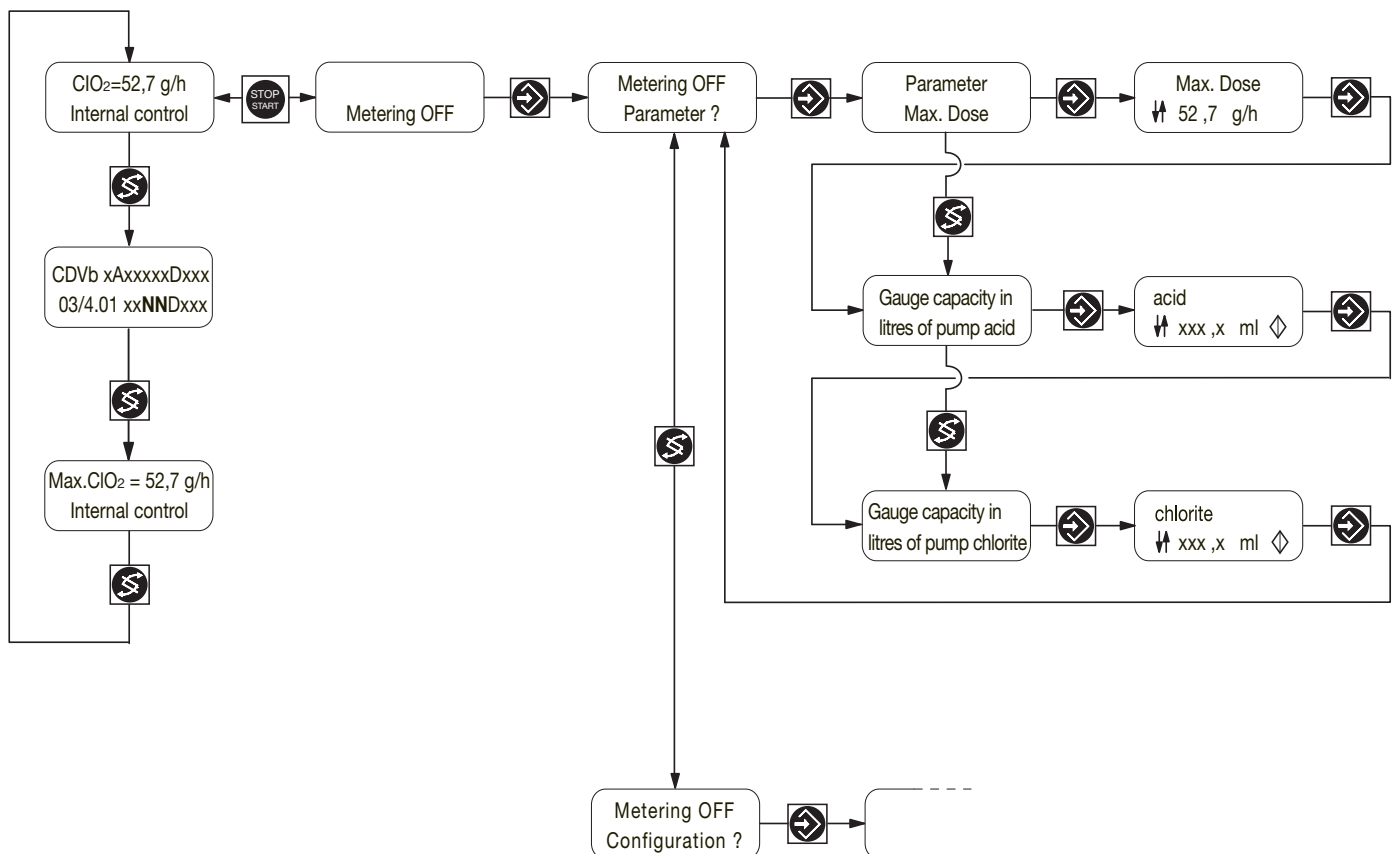 ClO2=52,7 g/h
Internal control
STOP
START
Metering OFF
Metering OFF
Parameter ?
Parameter
Max. Dose
Max. Dose
52 ,7 g/h
CDVb xAxxxxxDxxx
03/4.01 xxNNDxxx
Gauge capacity in
litres of pump acid
acid
xxx ,x ml
Max.ClO2 = 52,7 g/h
Internal control
Gauge capacity in
litres of pump chlorite
chlorite
xxx ,x ml
Metering OFF
Configuration ?